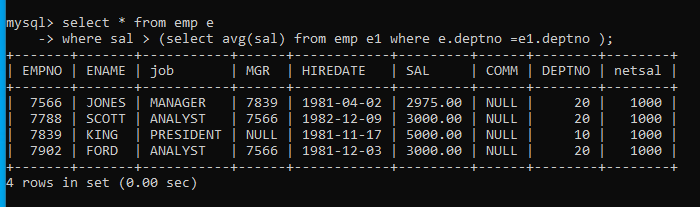 mysql> select * from emp e
    -> where sal > (select avg(sal) from emp e1 where e.deptno =e1.deptno );
+-------+-------+-----------+------+------------+---------+------+--------+--------+
| EMPNO | ENAME | job       | MGR  | HIREDATE   | SAL     | COMM | DEPTNO | netsal |
+-------+-------+-----------+------+------------+---------+------+--------+--------+
|  7566 | JONES | MANAGER   | 7839 | 1981-04-02 | 2975.00 | NULL |     20 |   1000 |
|  7788 | SCOTT | ANALYST   | 7566 | 1982-12-09 | 3000.00 | NULL |     20 |   1000 |
|  7839 | KING  | PRESIDENT | NULL | 1981-11-17 | 5000.00 | NULL |     10 |   1000 |
|  7902 | FORD  | ANALYST   | 7566 | 1981-12-03 | 3000.00 | NULL |     20 |   1000 |
+-------+-------+-----------+------+------------+---------+------+--------+--------+
4 rows in set (0.00 sec)